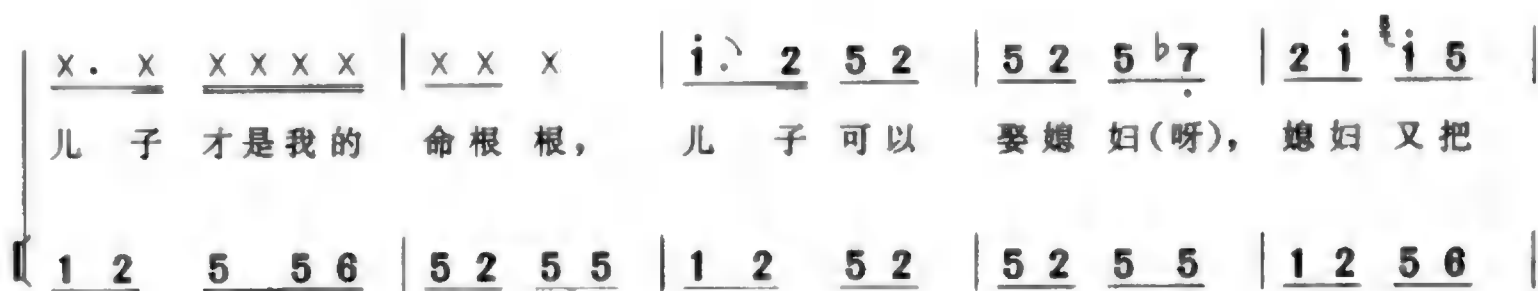 X. X X X X X | X X X | i. 2 5 2 | 5 2 5 ♭7 | 2 i i 5 |
儿 子 才是我的 命根 根， 儿 子 可以 娶媳 妇(呀)， 媳妇 又把
1 2 5 5 6 | 5 2 5 5 | 1 2 5 2 | 5 2 5 5 | 1 2 5 6 |